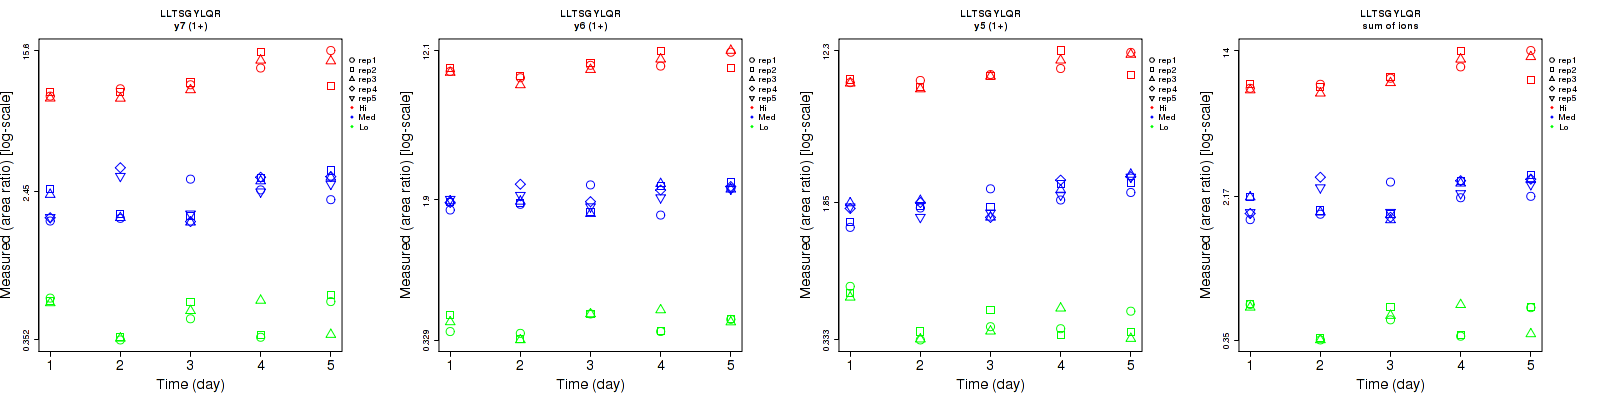 LLTSGYLQR
y7 (1+)
Measured (area ratio) [log-scale]
15.6
2.45
0.352
1 2 3 4 5
Time (day)
rep1
rep2
rep3
rep4
rep5
Hi
Med
Lo
LLTSGYLQR
y6 (1+)
Measured (area ratio) [log-scale]
12.1
1.9
0.329
1 2 3 4 5
Time (day)
rep1
rep2
rep3
rep4
rep5
Hi
Med
Lo
LLTSGYLQR
y5 (1+)
Measured (area ratio) [log-scale]
12.3
1.85
0.333
1 2 3 4 5
Time (day)
rep1
rep2
rep3
rep4
rep5
Hi
Med
Lo
LLTSGYLQR
sum of ions
Measured (area ratio) [log-scale]
14
2.17
0.35
1 2 3 4 5
Time (day)
rep1
rep2
rep3
rep4
rep5
Hi
Med
Lo